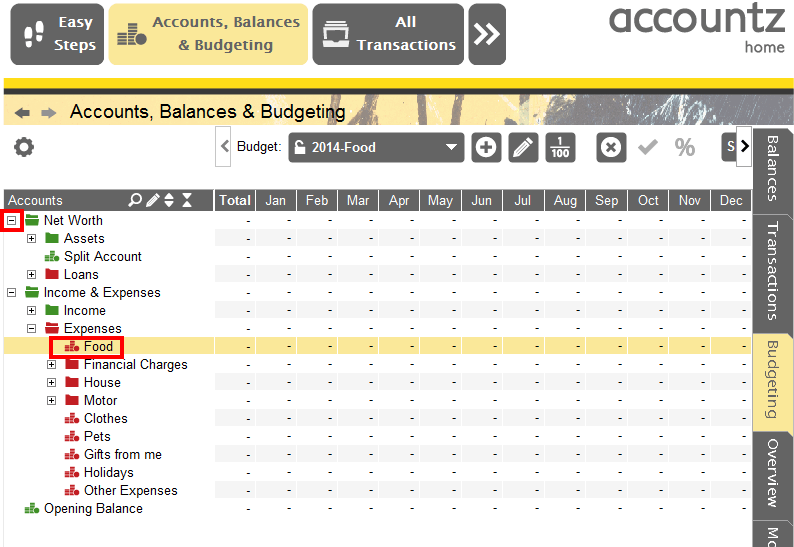 Easy
Steps
Accounts, Balances
& Budgeting
All
Transactions
accountz
home
Accounts, Balances & Budgeting
Budget: 2014-Food 1/100 % S
Accounts Total Jan Feb Mar Apr May Jun Jul Aug Sep Oct Nov Dec
Net Worth - - - - - - - - - - - - -
Assets - - - - - - - - - - - - -
Split Account - - - - - - - - - - - - -
Loans - - - - - - - - - - - - -
Income & Expenses - - - - - - - - - - - - -
Income - - - - - - - - - - - - -
Expenses - - - - - - - - - - - - -
Food - - - - - - - - - - - - -
Financial Charges - - - - - - - - - - - - -
House - - - - - - - - - - - - -
Motor - - - - - - - - - - - - -
Clothes - - - - - - - - - - - - -
Pets - - - - - - - - - - - - -
Gifts from me - - - - - - - - - - - - -
Holidays - - - - - - - - - - - - -
Other Expenses - - - - - - - - - - - - -
Opening Balance - - - - - - - - - - - - -
Balances
Transactions
Budgeting
Overview
Mo